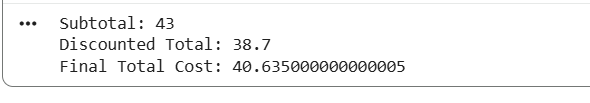 Subtotal: 43
Discounted Total: 38.7
Final Total Cost: 40.635000000000005